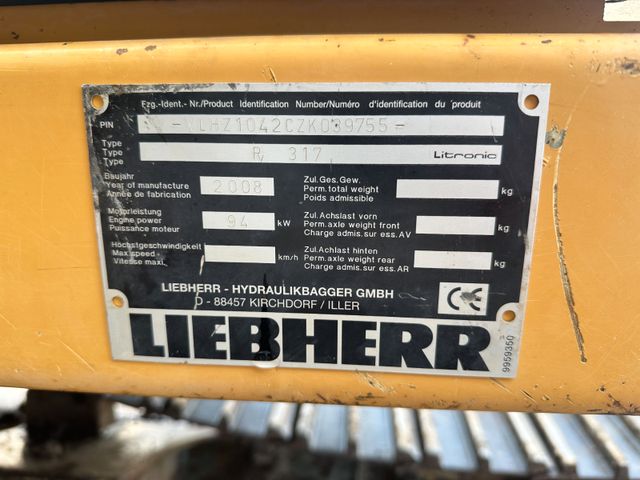 Fzg.-Ident.- Nr./Product Identification Number/Numéro d'identification du produit
PIN -VLHZ1042CZK039755-
Type
Type R 317 Litronic
Type
Baujahr
Year of manufacture 2008
Année de fabrication
Zul. Ges. Gew.
Perm. total weight kg
Poids admissible
Motorleistung
Engine power 94 kW
Puissance moteur
Zul. Achslast vorn
Perm. axle weight front kg
Charge admis. sur ess. AV
Höchstgeschwindigkeit
Max speed km/h
Vitesse maxi.
Zul. Achslast hinten
Perm. axle weight rear kg
Charge admis. sur ess. AR
LIEBHERR - HYDRAULIKBAGGER GMBH
D - 88457 KIRCHDORF / ILLER
CE
LIEBHERR
9959350